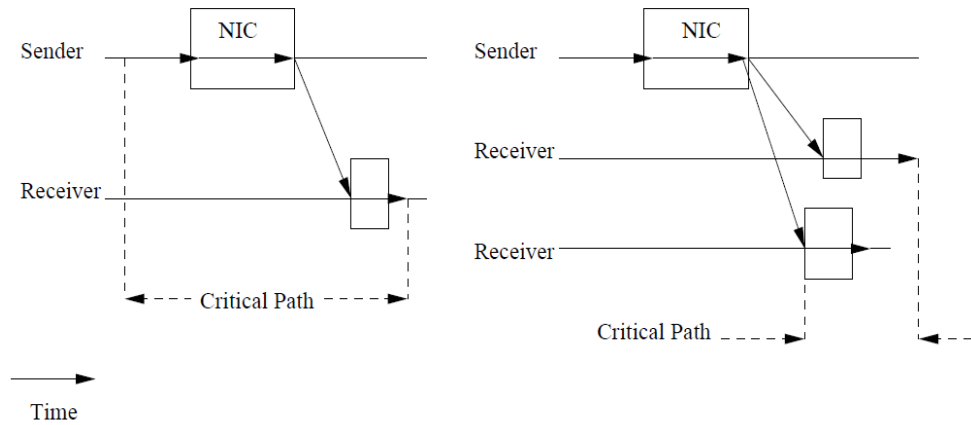 NIC
Sender
Receiver
Critical Path
Time
NIC
Sender
Receiver
Receiver
Critical Path